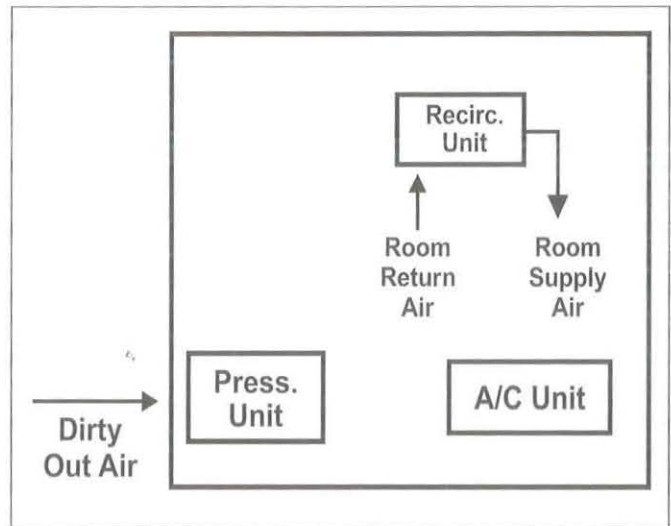 Recirc.
Unit
Room
Return
Air
Room
Supply
Air
Press.
Unit
A/C Unit
Dirty
Out Air